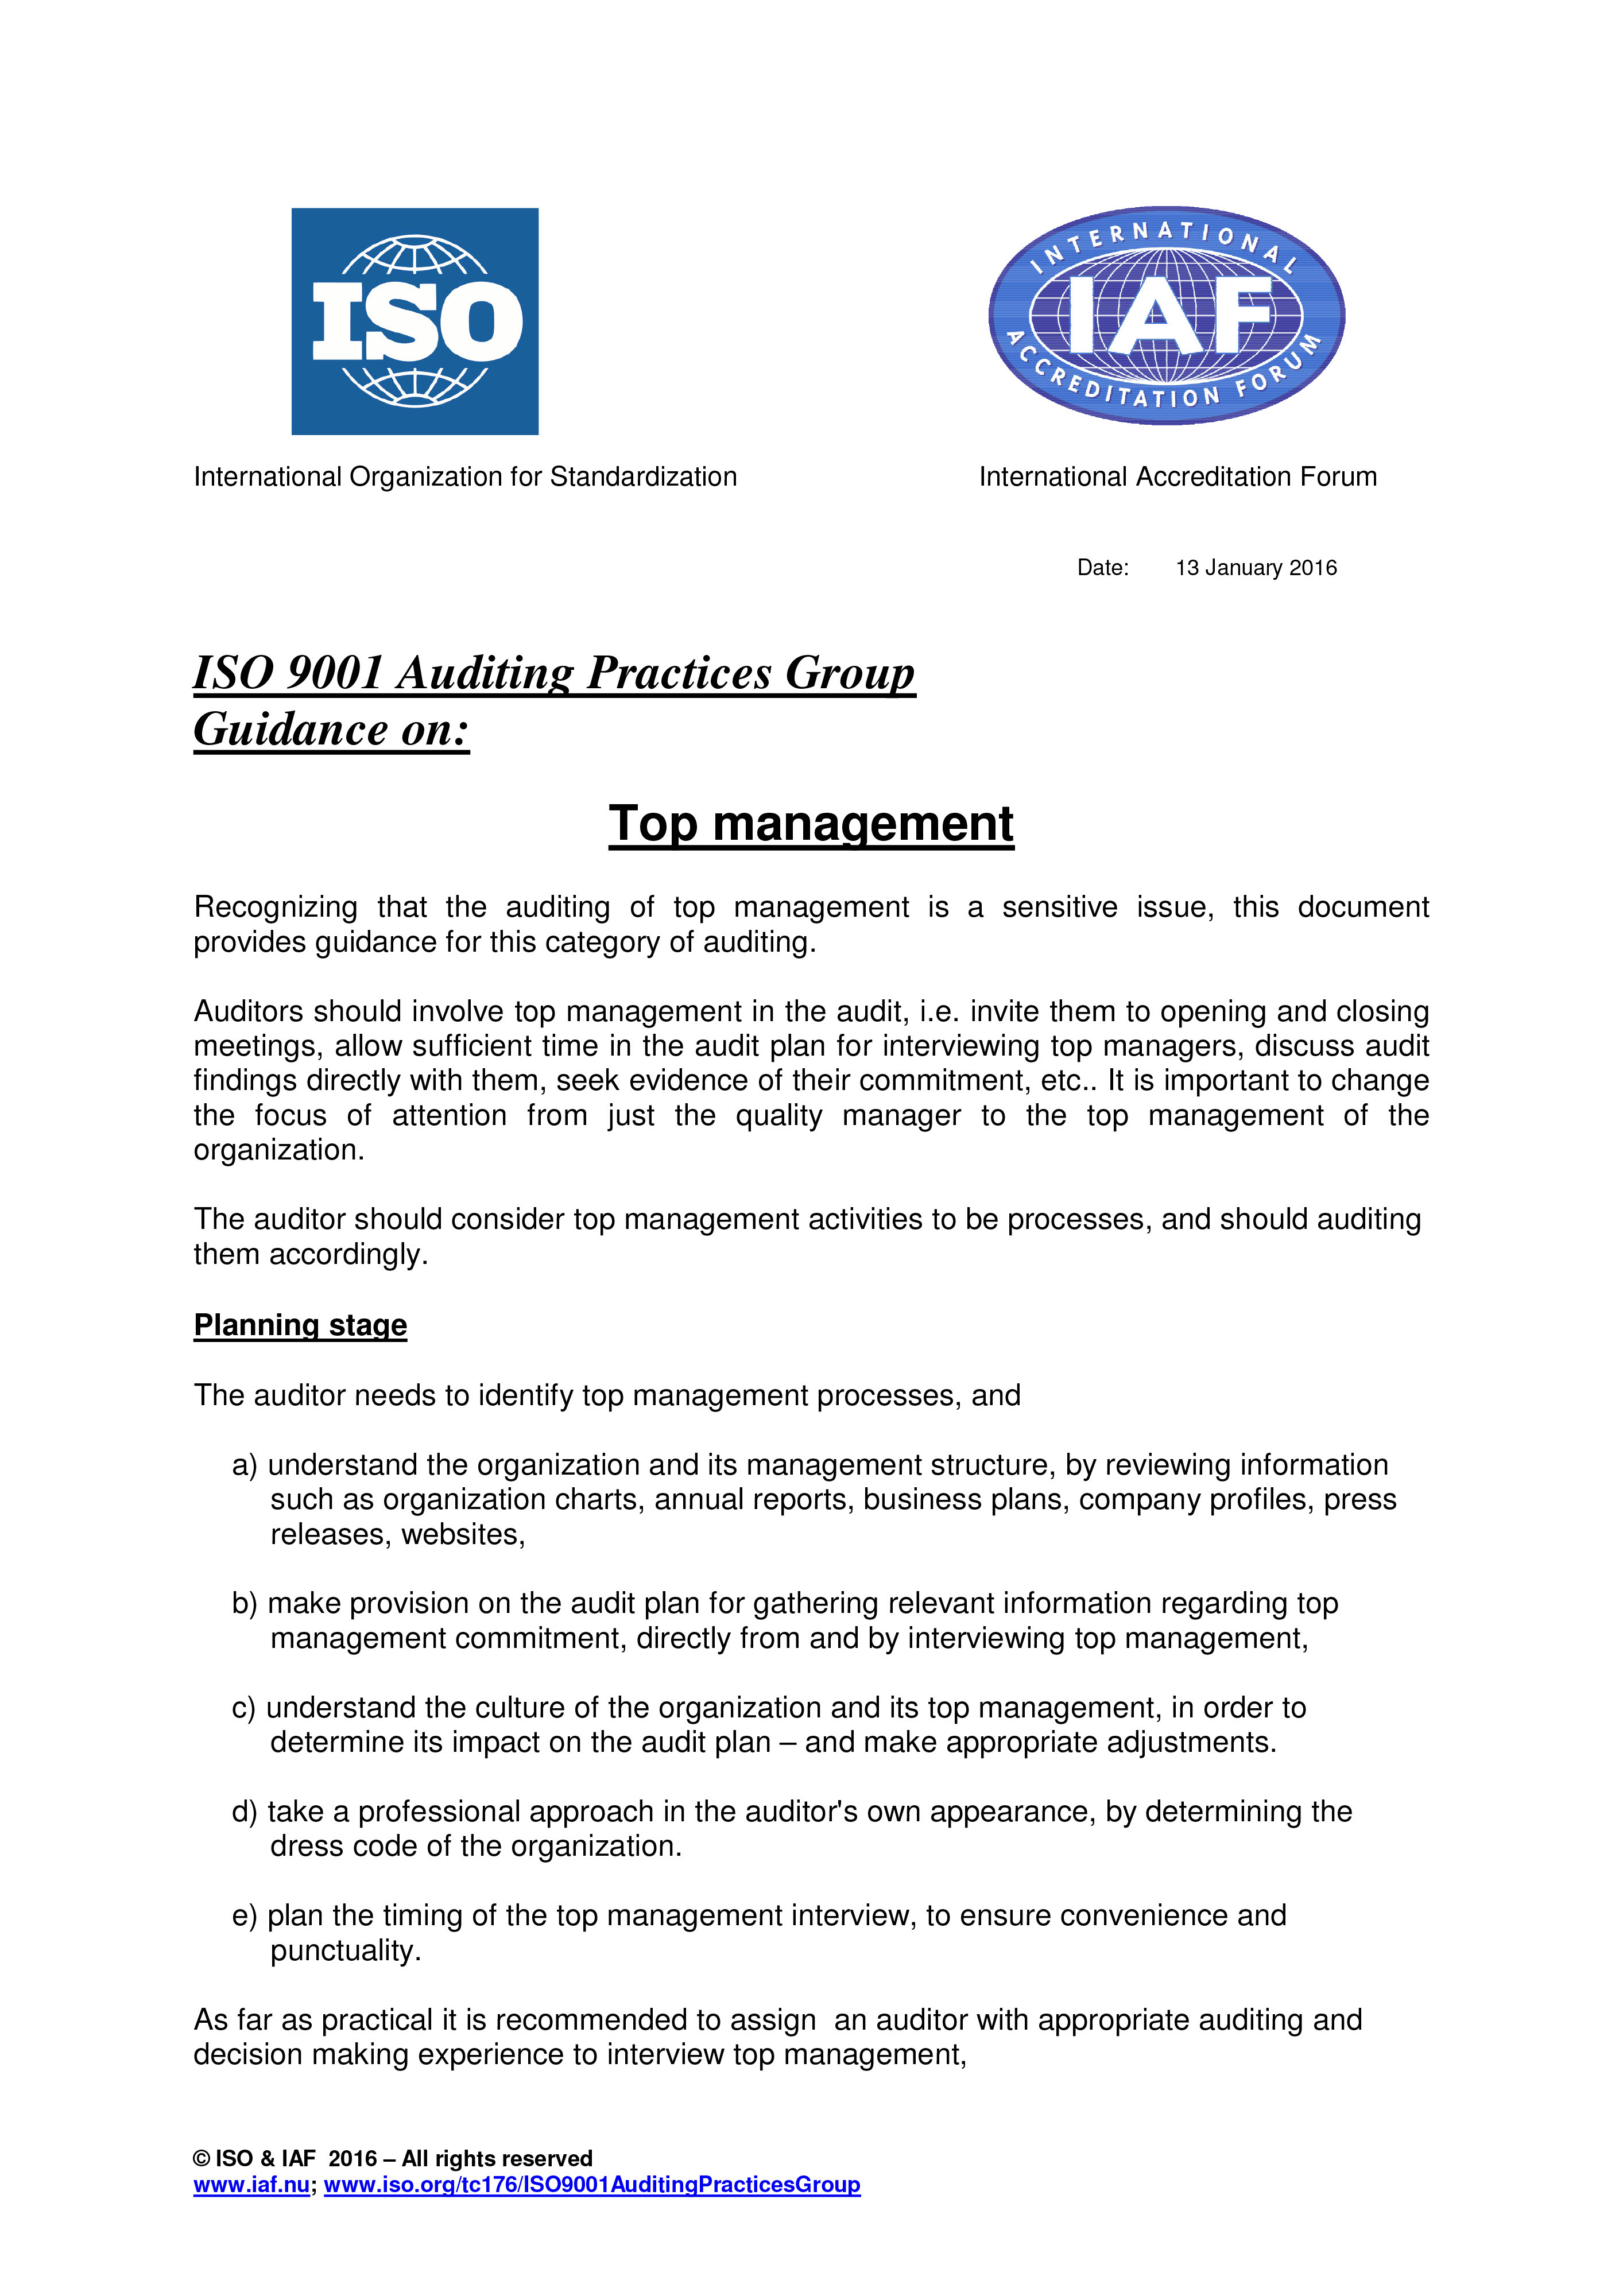 ISO
INTERNATIONAL
IAF
ACCREDITATION FORUM
International Organization for Standardization
International Accreditation Forum
Date: 13 January 2016
ISO 9001 Auditing Practices Group
Guidance on:
Top management
Recognizing that the auditing of top management is a sensitive issue, this document
provides guidance for this category of auditing.
Auditors should involve top management in the audit, i.e. invite them to opening and closing
meetings, allow sufficient time in the audit plan for interviewing top managers, discuss audit
findings directly with them, seek evidence of their commitment, etc.. It is important to change
the focus of attention from just the quality manager to the top management of the
organization.
The auditor should consider top management activities to be processes, and should auditing
them accordingly.
Planning stage
The auditor needs to identify top management processes, and
a) understand the organization and its management structure, by reviewing information
such as organization charts, annual reports, business plans, company profiles, press
releases, websites,
b) make provision on the audit plan for gathering relevant information regarding top
management commitment, directly from and by interviewing top management,
c) understand the culture of the organization and its top management, in order to
determine its impact on the audit plan – and make appropriate adjustments.
d) take a professional approach in the auditor's own appearance, by determining the
dress code of the organization.
e) plan the timing of the top management interview, to ensure convenience and
punctuality.
As far as practical it is recommended to assign  an auditor with appropriate auditing and
decision making experience to interview top management,
© ISO & IAF  2016 – All rights reserved
www.iaf.nu; www.iso.org/tc176/ISO9001AuditingPracticesGroup